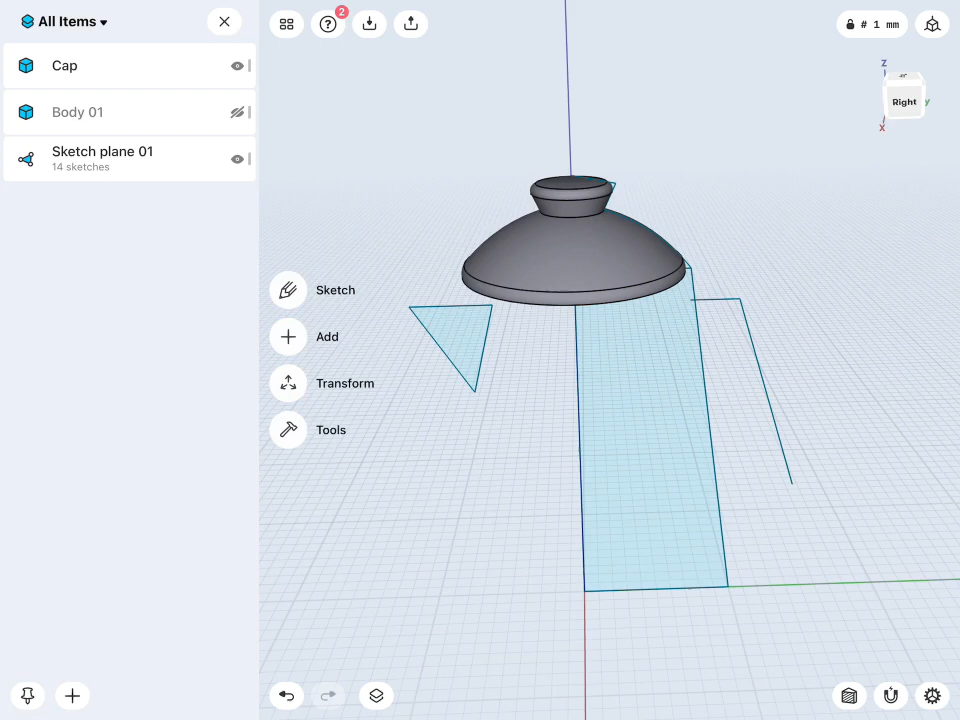 All Items
2
# 1 mm
Cap
Z
Right
y
X
Body 01
Sketch plane 01
14 sketches
Sketch
Add
Transform
Tools